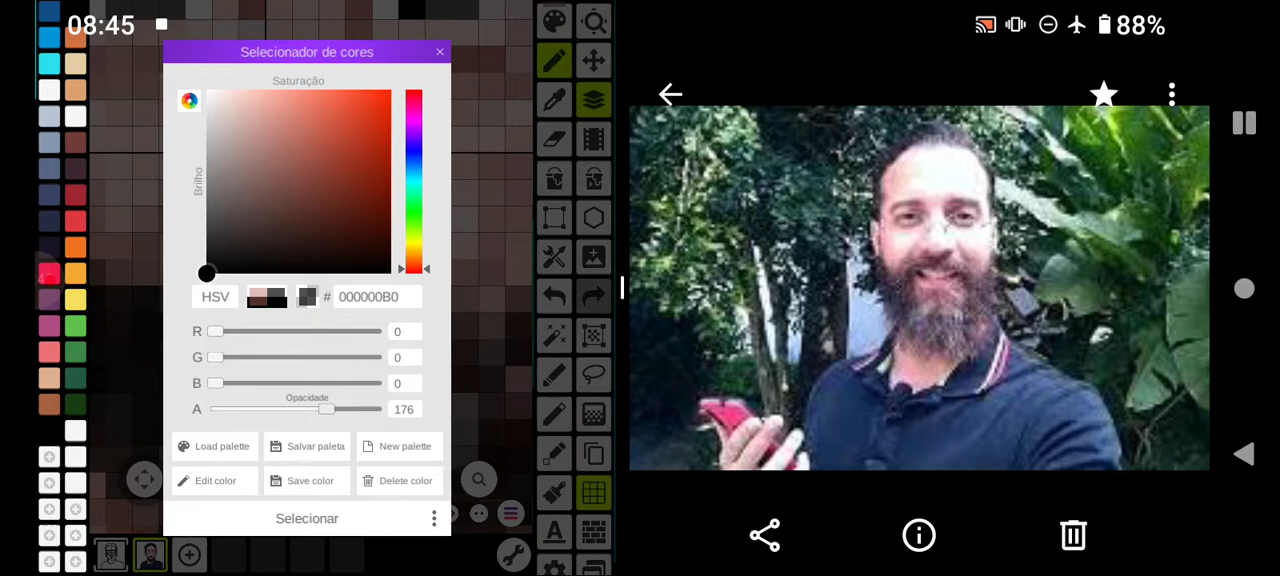 08:45
88%
Selecionador de cores
Saturação
Brilho
HSV
# 000000B0
R 0
G 0
B 0
Opacidade
A 176
Load palette
Salvar paleta
New palette
Edit color
Save color
Delete color
Selecionar
A